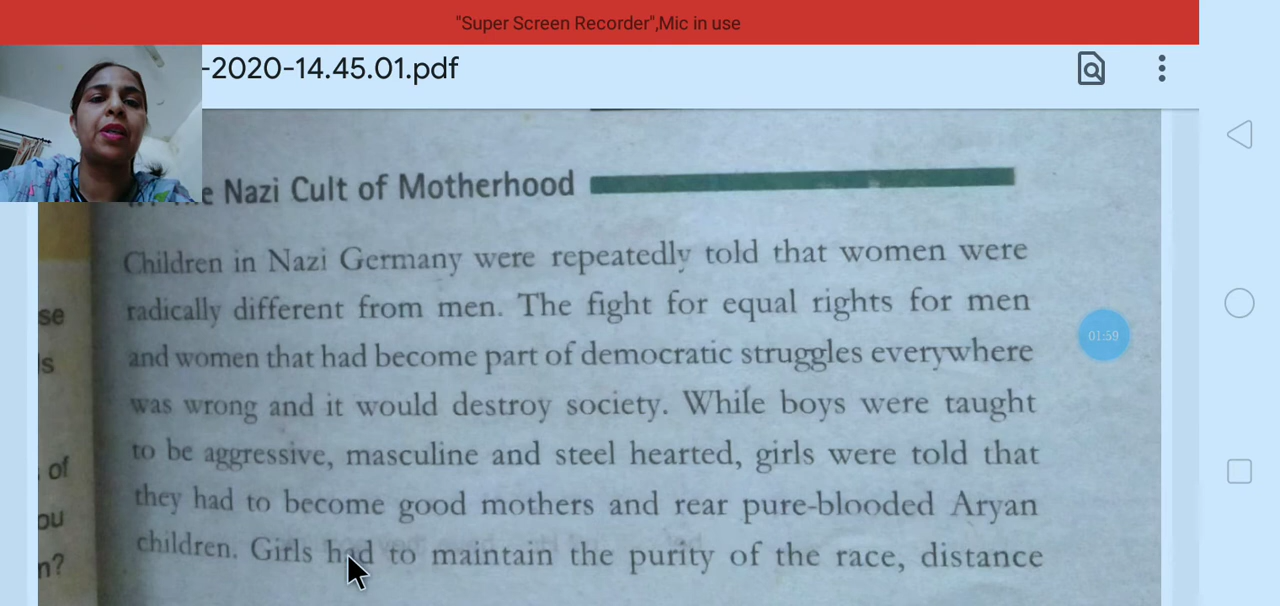 "Super Screen Recorder",Mic in use
-2020-14.45.01.pdf
e Nazi Cult of Motherhood
Children in Nazi Germany were repeatedly told that women were
radically different from men. The fight for equal rights for men
and women that had become part of democratic struggles everywhere
was wrong and it would destroy society. While boys were taught
to be aggressive, masculine and steel hearted, girls were told that
they had to become good mothers and rear pure-blooded Aryan
children. Girls had to maintain the purity of the race, distance
se
ls
of
ou
n?
01:59